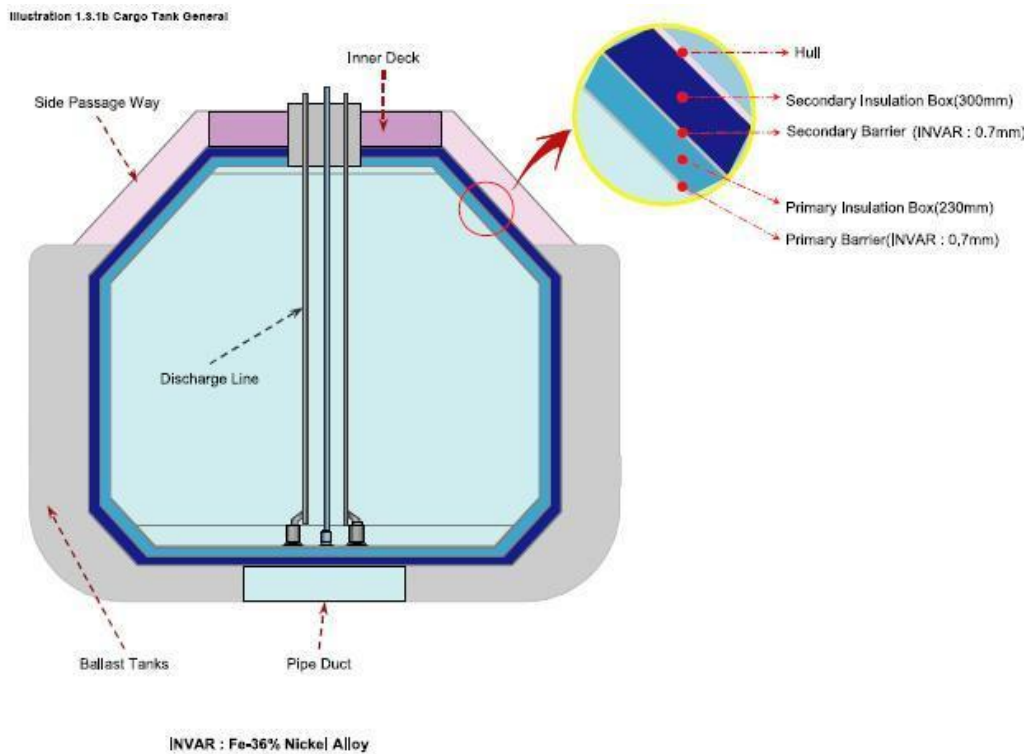 Illustration 1.3.1b Cargo Tank General
Inner Deck
Side Passage Way
Hull
Secondary Insulation Box(300mm)
Secondary Barrier (INVAR : 0.7mm)
Primary Insulation Box(230mm)
Primary Barrier(INVAR : 0,7mm)
Discharge Line
Ballast Tanks
Pipe Duct
INVAR : Fe-36% Nickel Alloy